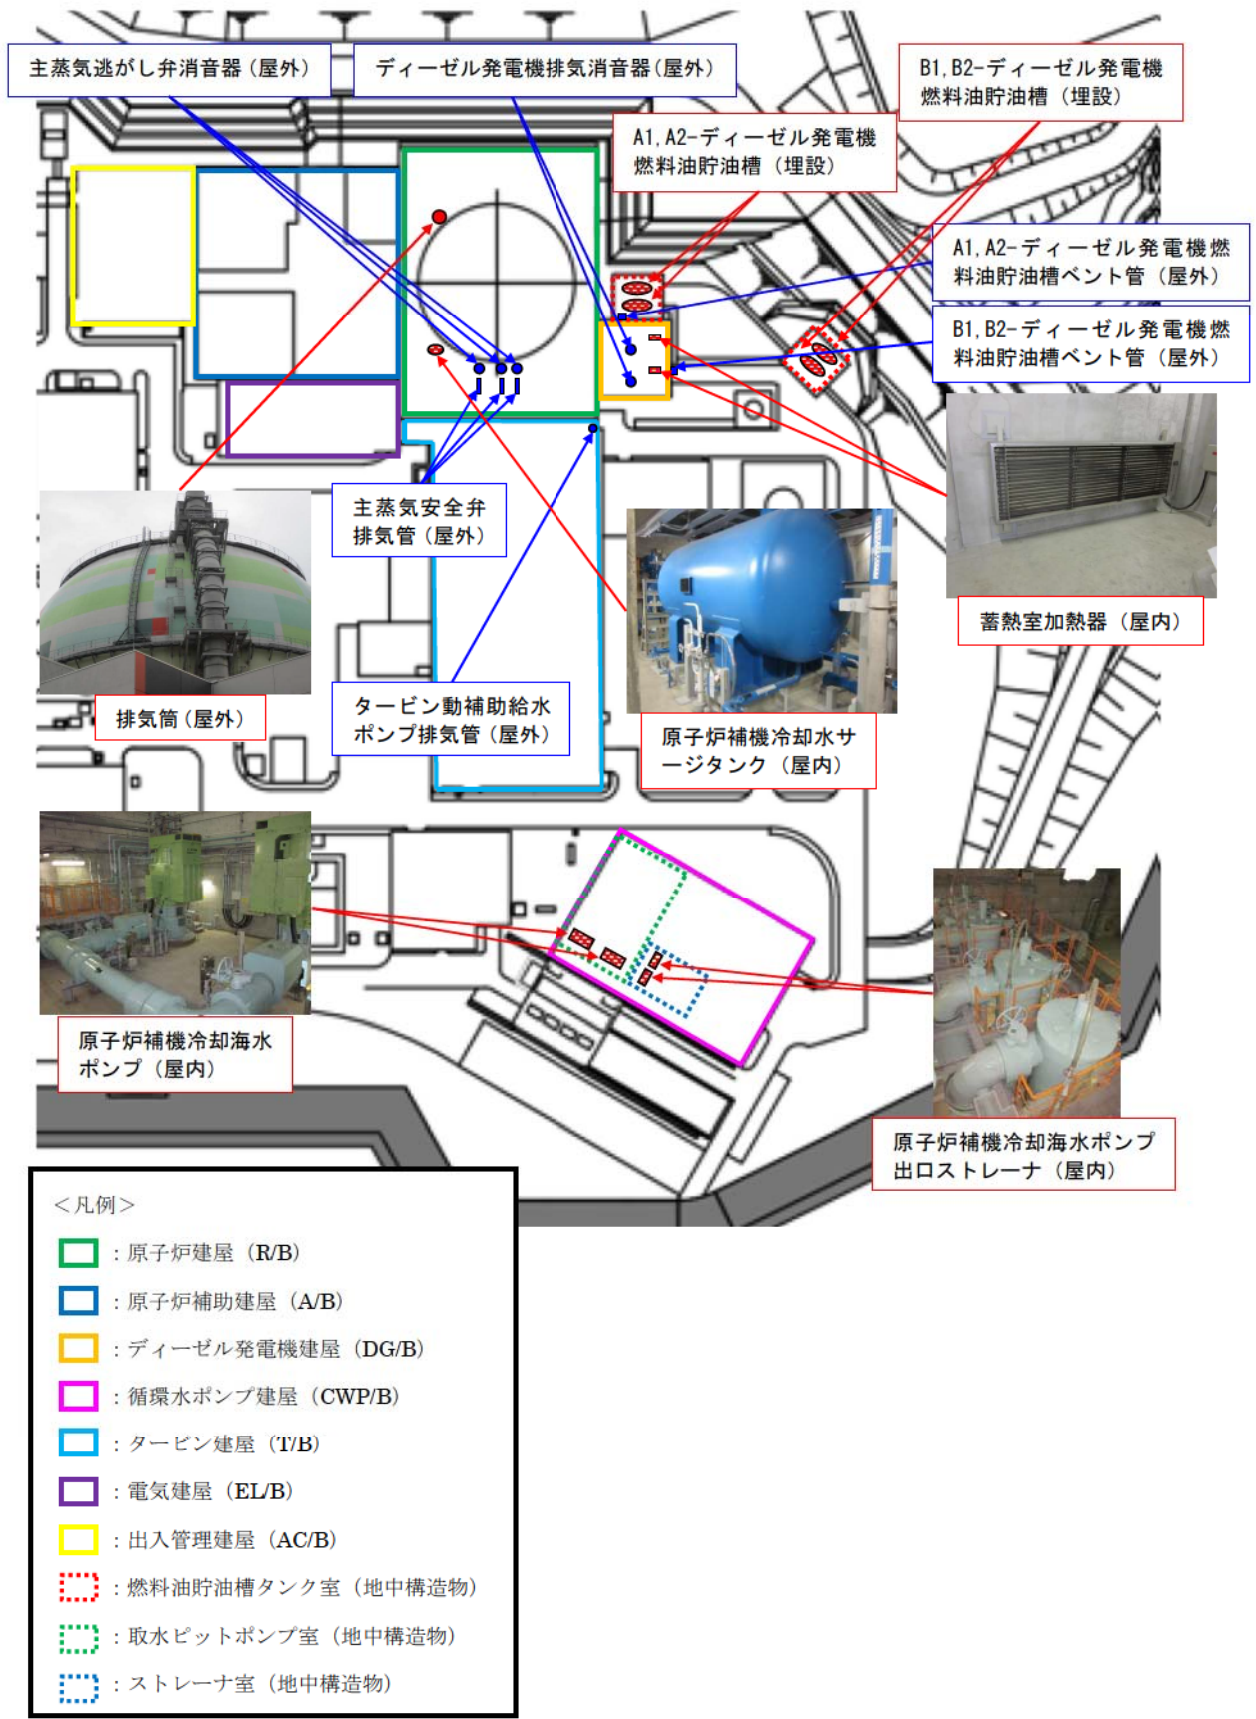 主蒸気逃がし弁消音器(屋外)
ディーゼル発電機排気消音器(屋外)
B1,B2-ディーゼル発電機
燃料油貯油槽（埋設）
A1,A2-ディーゼル発電機
燃料油貯油槽（埋設）
A1,A2-ディーゼル発電機燃
料油貯油槽ベント管（屋外）
B1,B2-ディーゼル発電機燃
料油貯油槽ベント管（屋外）
主蒸気安全弁
排気管(屋外)
蓄熱室加熱器（屋内）
排気筒(屋外)
タービン動補助給水
ポンプ排気管(屋外)
原子炉補機冷却水サ
ージタンク（屋内）
原子炉補機冷却海水
ポンプ（屋内）
原子炉補機冷却海水ポンプ
出口ストレーナ（屋内）
＜凡例＞
：原子炉建屋（R/B）
：原子炉補助建屋（A/B）
：ディーゼル発電機建屋（DG/B）
：循環水ポンプ建屋（CWP/B）
：タービン建屋（T/B）
：電気建屋（EL/B）
：出入管理建屋（AC/B）
：燃料油貯油槽タンク室（地中構造物）
：取水ピットポンプ室（地中構造物）
：ストレーナ室（地中構造物）